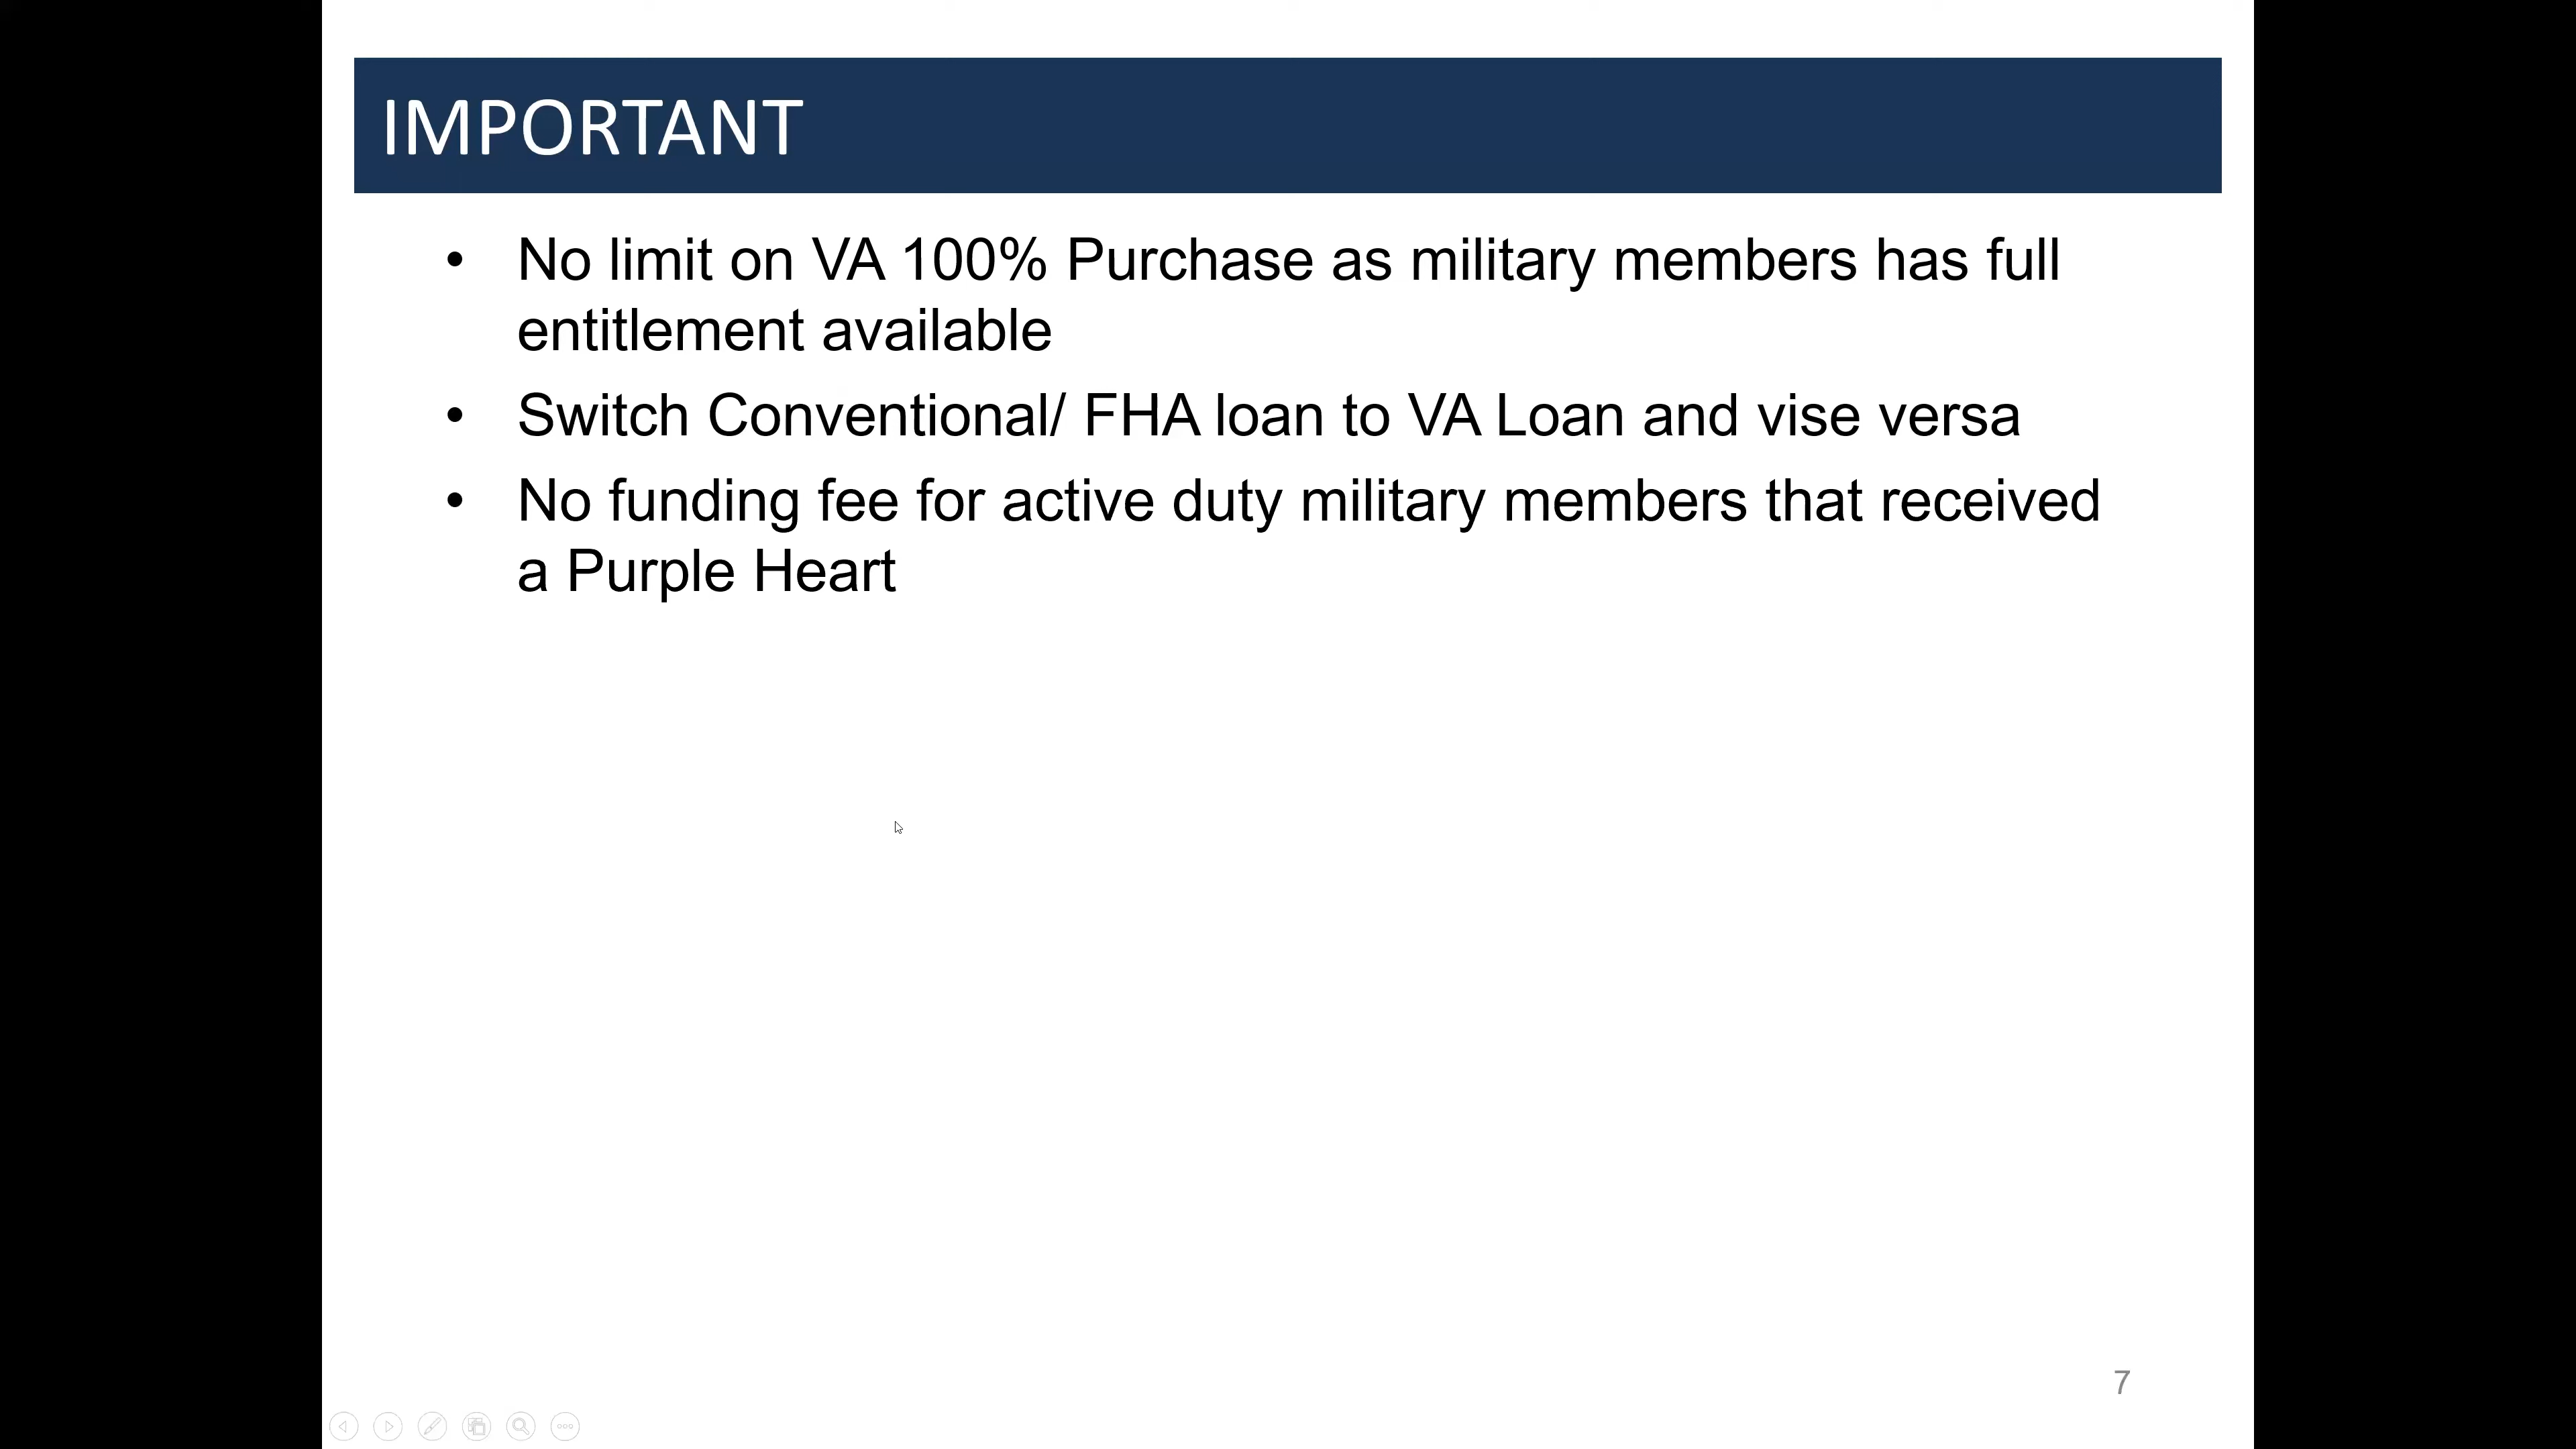 IMPORTANT
• No limit on VA 100% Purchase as military members has full
entitlement available
• Switch Conventional/ FHA loan to VA Loan and vise versa
• No funding fee for active duty military members that received
a Purple Heart
7